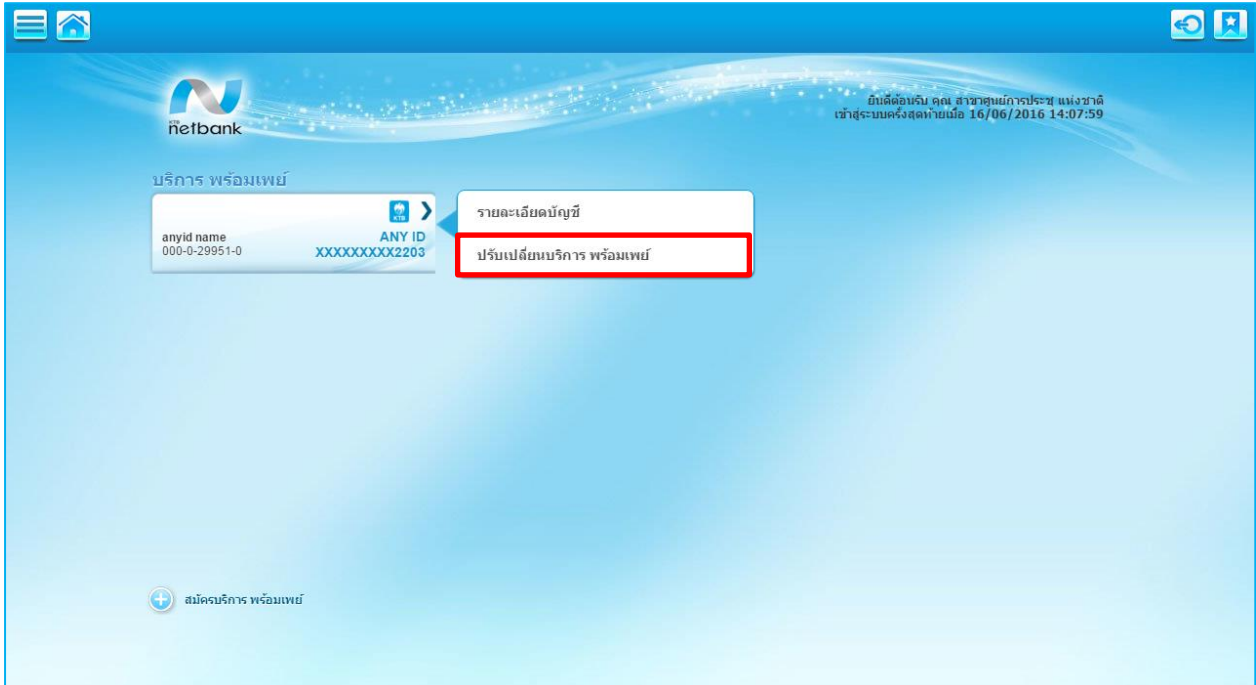 KTB
netbank
ยินดีต้อนรับ คุณ สาขาศูนย์การประชุ แห่งชาติ
เข้าสู่ระบบครั้งสุดท้ายเมื่อ 16/06/2016 14:07:59
บริการ พร้อมเพย์
KTB
anyid name
ANY ID
000-0-29951-0
XXXXXXXXX2203
รายละเอียดบัญชี
ปรับเปลี่ยนบริการ พร้อมเพย์
สมัครบริการ พร้อมเพย์